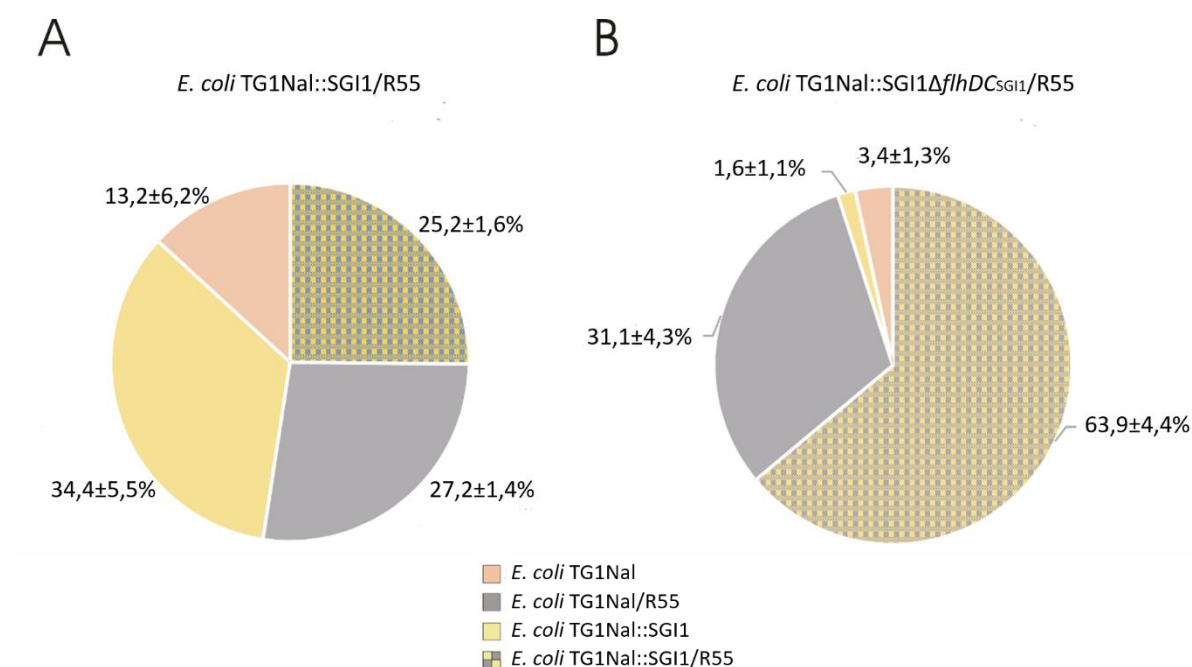 A
E. coli TG1Nal::SGI1/R55
13,2±6,2%
25,2±1,6%
34,4±5,5%
27,2±1,4%
B
E. coli TG1Nal::SGI1ΔflhDCSGI1/R55
1,6±1,1%
3,4±1,3%
31,1±4,3%
63,9±4,4%
E. coli TG1Nal
E. coli TG1Nal/R55
E. coli TG1Nal::SGI1
E. coli TG1Nal::SGI1/R55